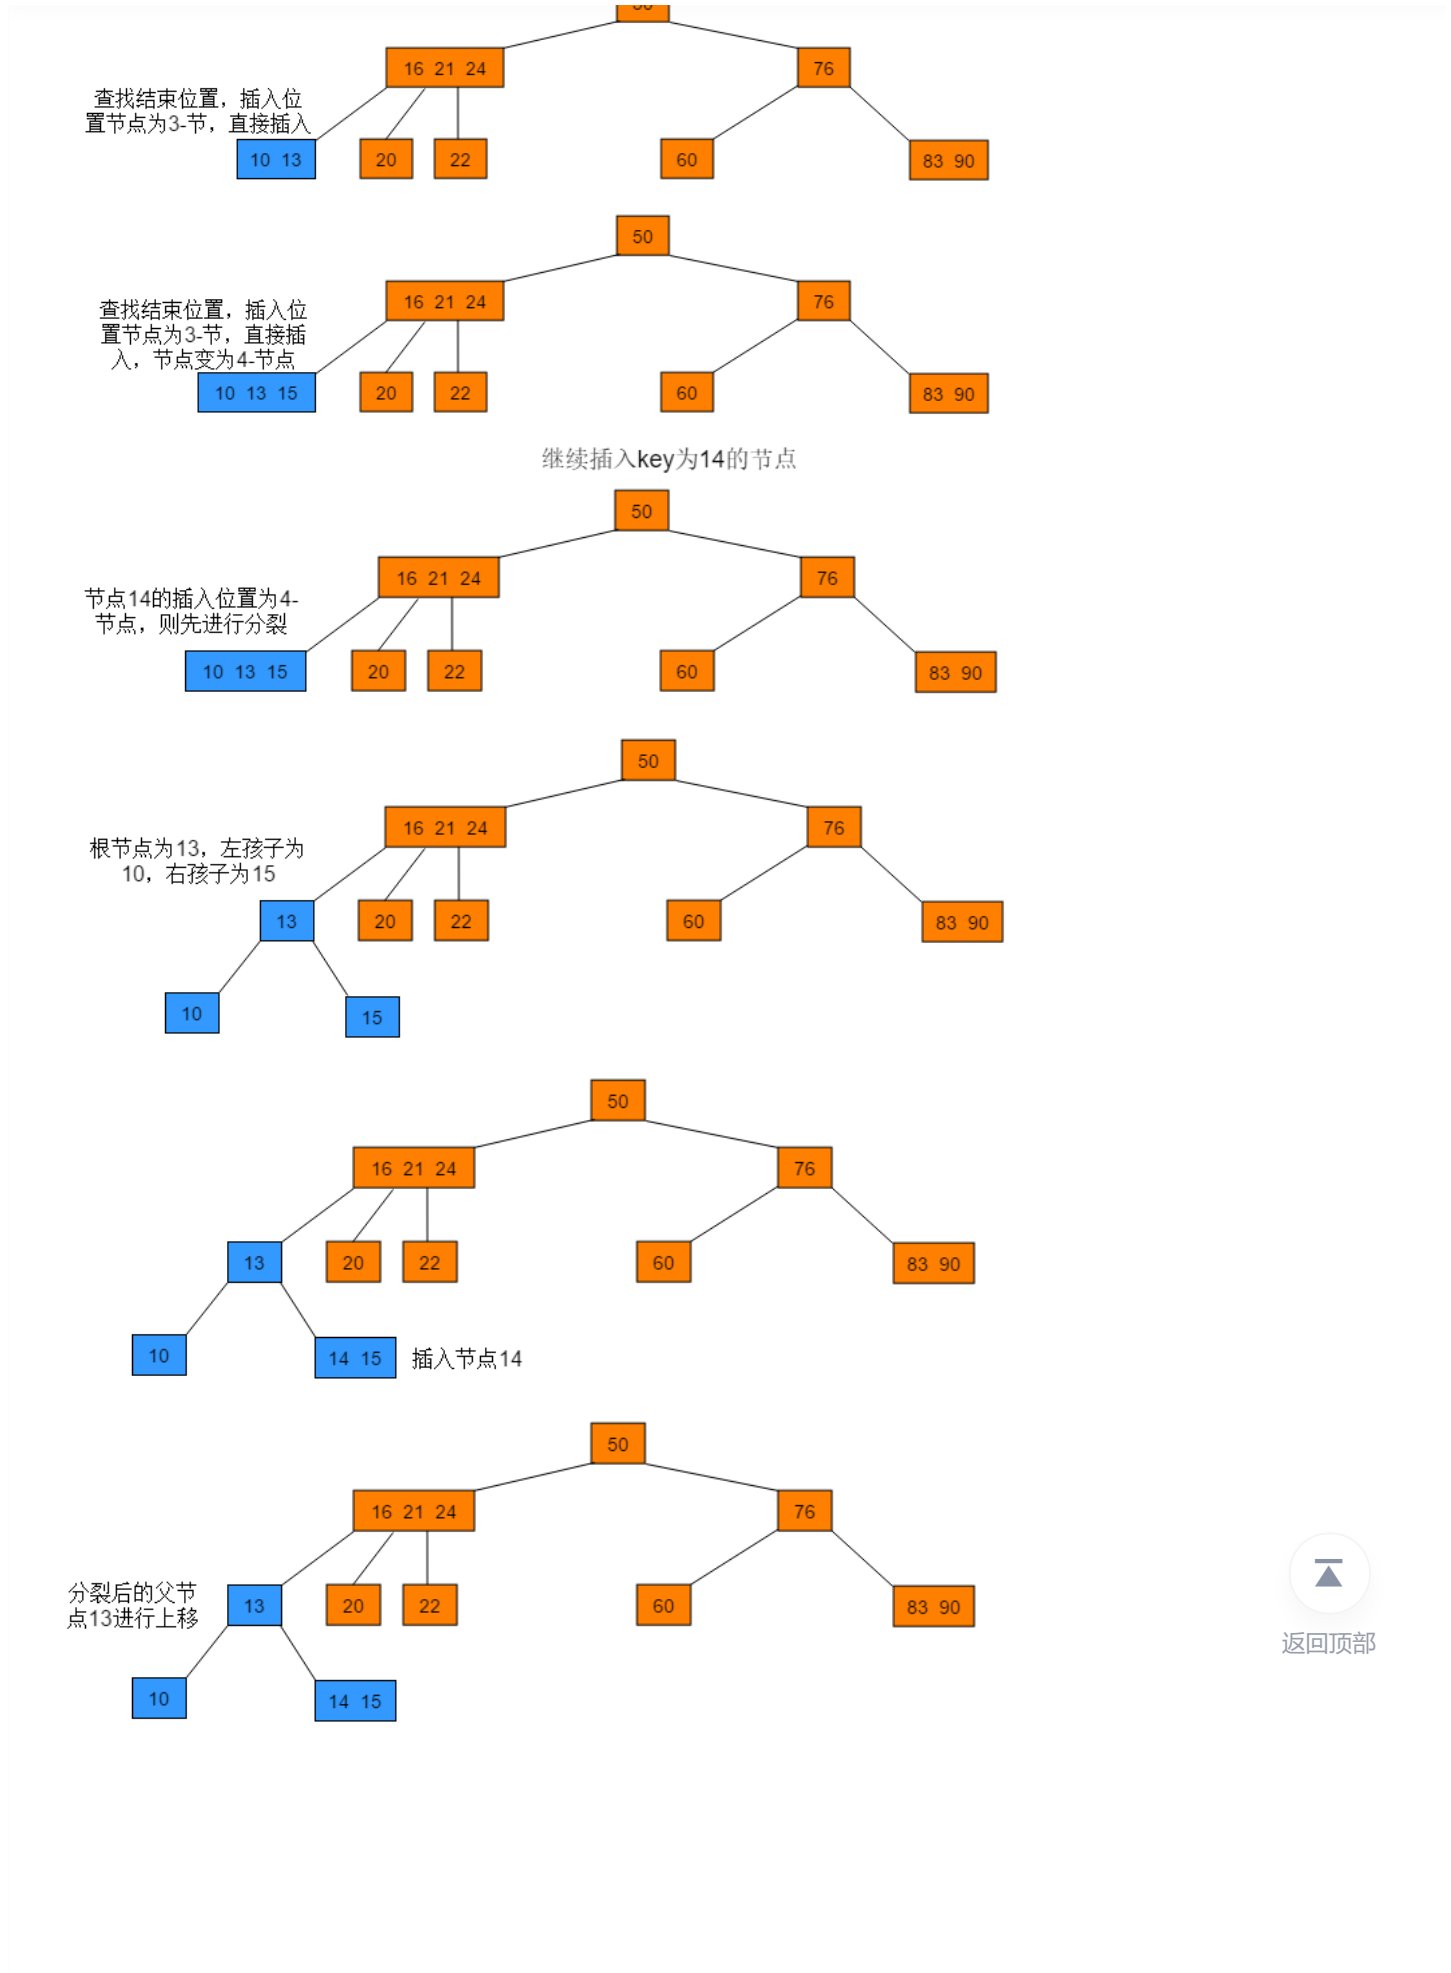 16 21 24
76
查找结束位置，插入位
置节点为3-节，直接插入
10 13
20
22
60
83 90
50
16 21 24
76
查找结束位置，插入位
置节点为3-节，直接插
入，节点变为4-节点
10 13 15
20
22
60
83 90
继续插入key为14的节点
50
16 21 24
76
节点14的插入位置为4-
节点，则先进行分裂
10 13 15
20
22
60
83 90
50
16 21 24
76
根节点为13，左孩子为
10，右孩子为15
13
20
22
60
83 90
10
15
50
16 21 24
76
13
20
22
60
83 90
10
14 15
插入节点14
50
16 21 24
76
分裂后的父节
点13进行上移
13
20
22
60
83 90
10
14 15
返回顶部